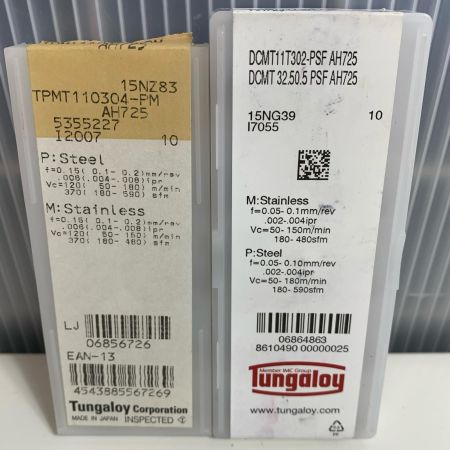 AH725
15NZ83
TPMT110304-PM
AH725
5355227
I2007 10
P:Steel
f=0.15( 0.1- 0.2)mm/rev
.006(.004-.008)ipr
Vc=120( 50- 180) m/min
370( 180- 590) sfm
M:Stainless
f=0.15( 0.1- 0.2)mm/rev
.006(.004-.008)ipr
Vc=120( 50- 150) m/min
370( 180- 480) sfm
LJ
06856726
EAN-13
4543885567269
Tungaloy Corporation
MADE IN JAPAN INSPECTED
DCMT11T302-PSF AH725
DCMT 32.50.5 PSF AH725
15NG39 10
I7055
M:Stainless
f=0.05- 0.1mm/rev
.002-.004ipr
Vc=50- 150m/min
180- 480sfm
P:Steel
f=0.05- 0.10mm/rev
.002-.004ipr
Vc=50- 180m/min
180- 590sfm
06864863
8610490 00000025
Member IMC Group
Tungaloy
www.tungaloy.com